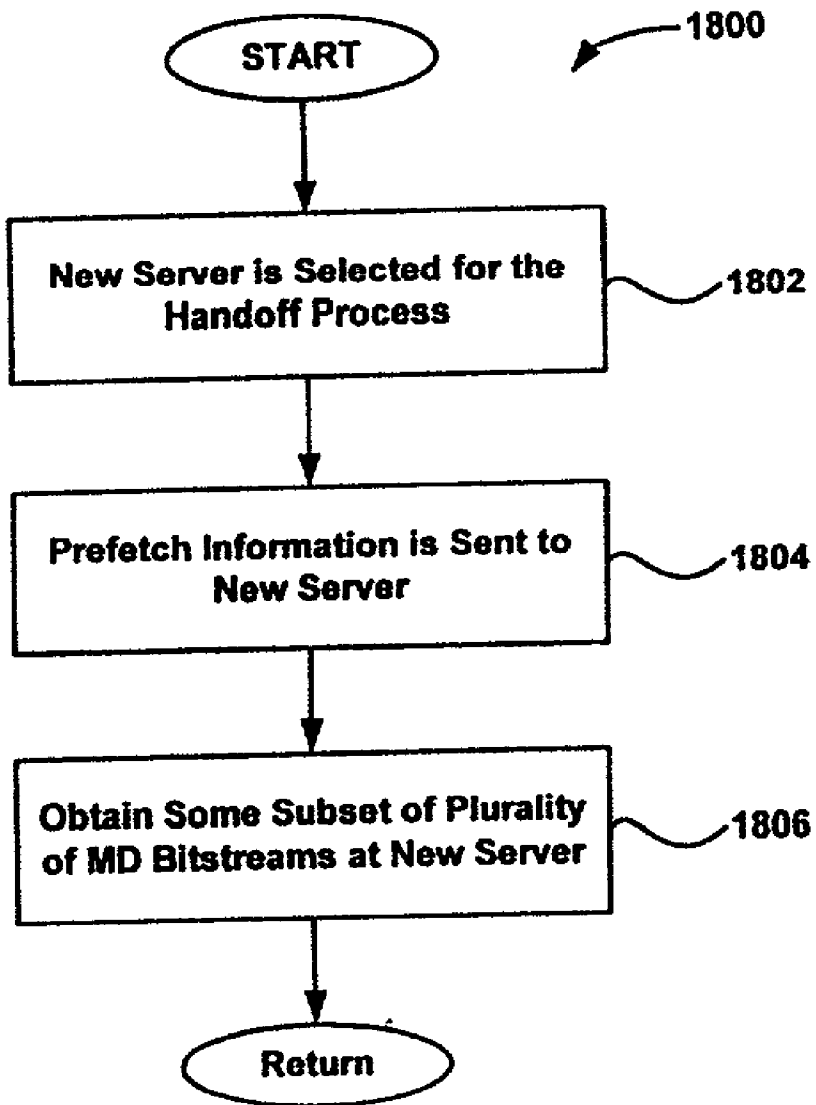 START
1800
New Server is Selected for the
Handoff Process
1802
Prefetch Information is Sent to
New Server
1804
Obtain Some Subset of Plurality
of MD Bitstreams at New Server
1806
Return